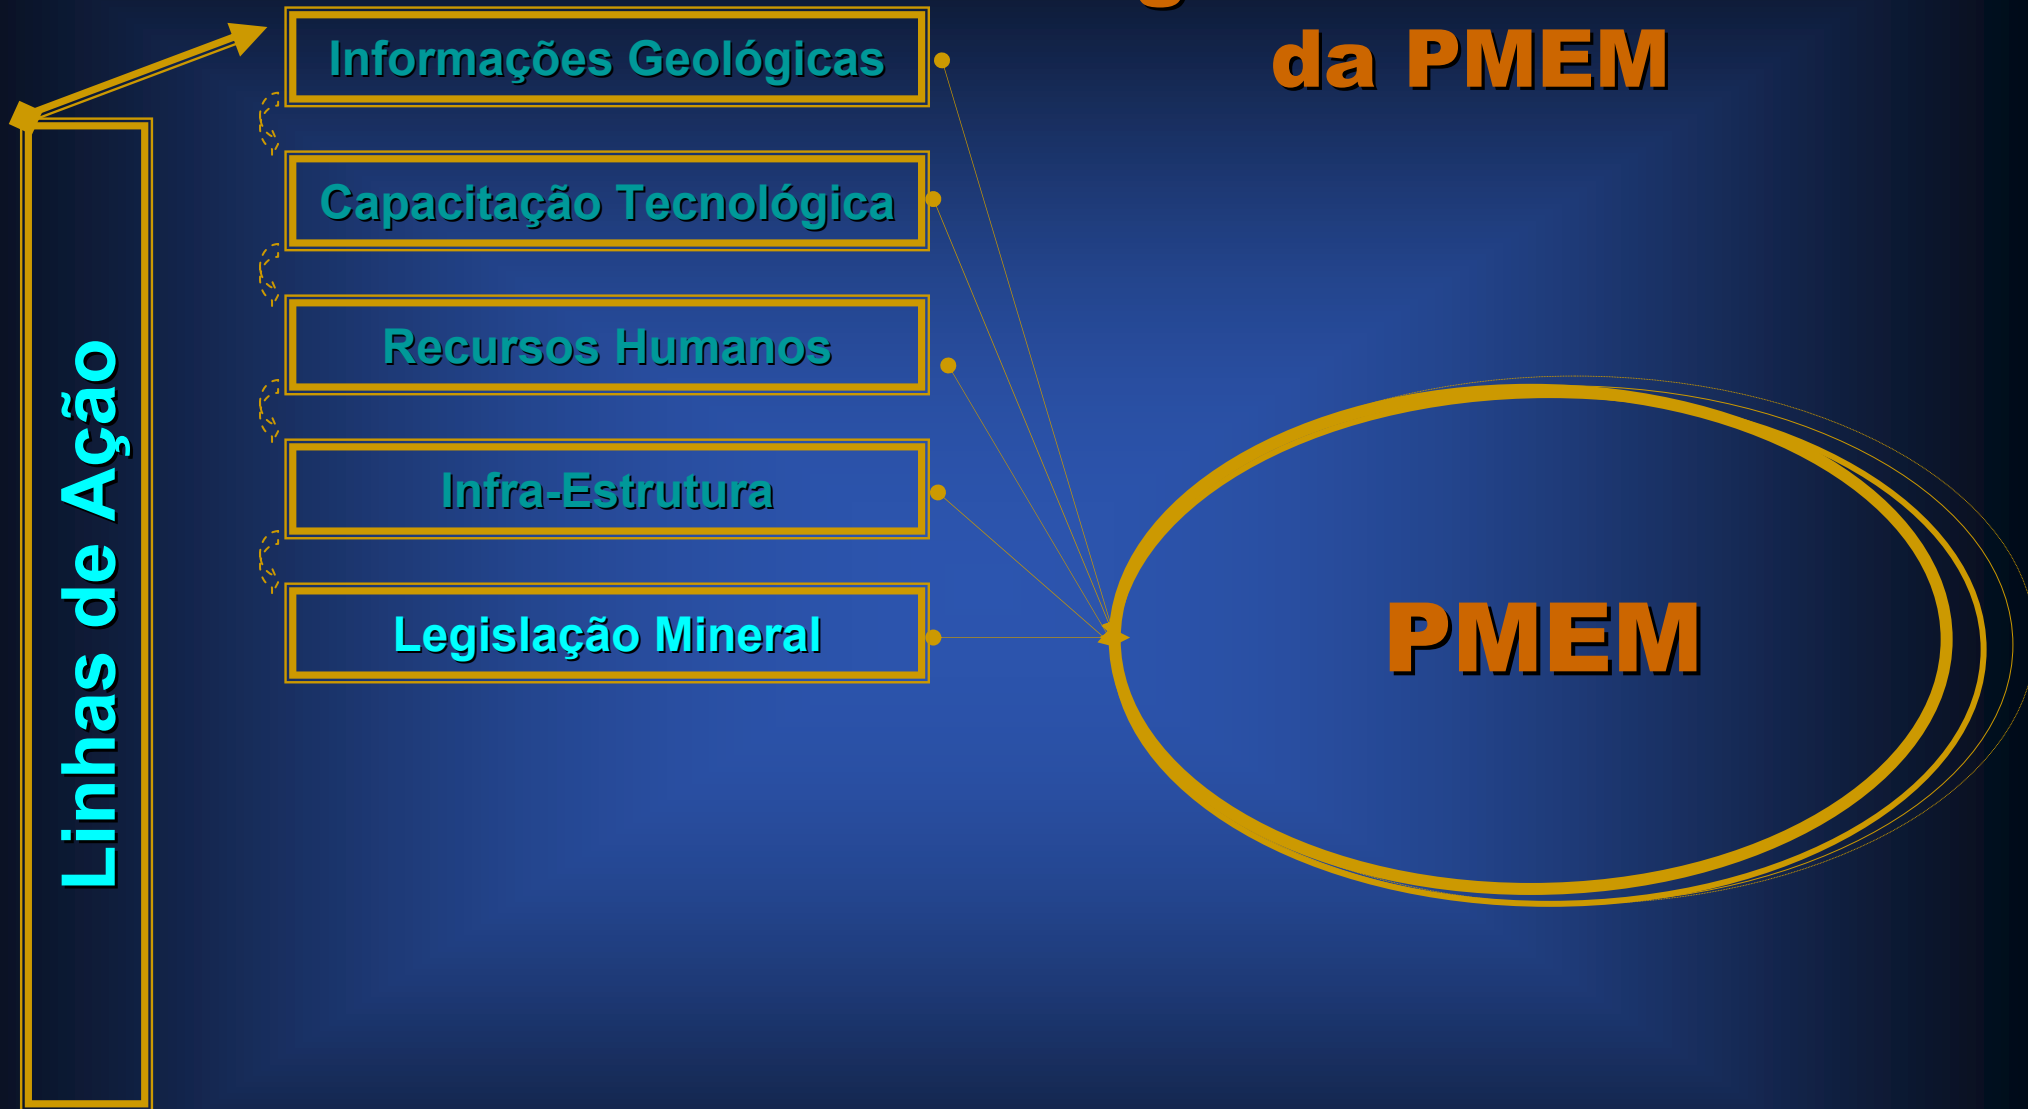 da PMEM
Informações Geológicas
Capacitação Tecnológica
Recursos Humanos
Infra-Estrutura
Legislação Mineral
Linhas de Ação
PMEM